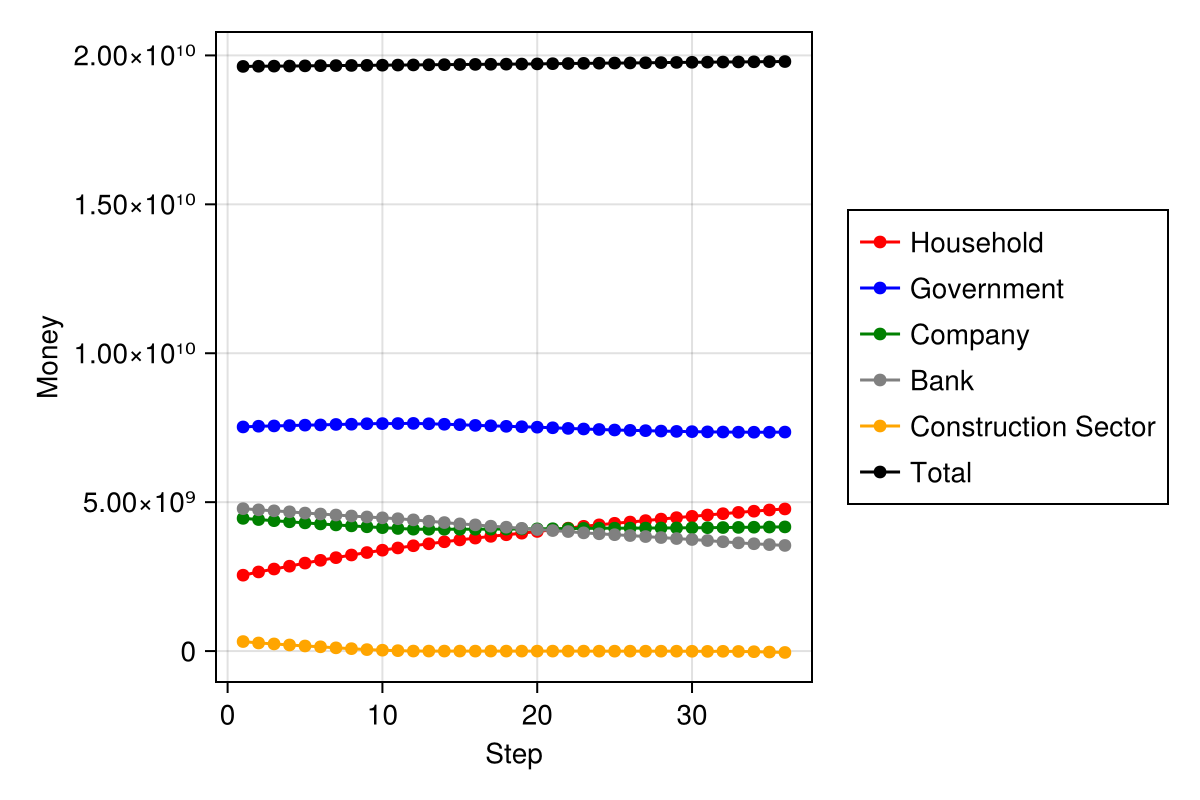 2.00×10¹⁰
1.50×10¹⁰
1.00×10¹⁰
5.00×10⁹
0
Money
0 10 20 30
Step
Household
Government
Company
Bank
Construction Sector
Total